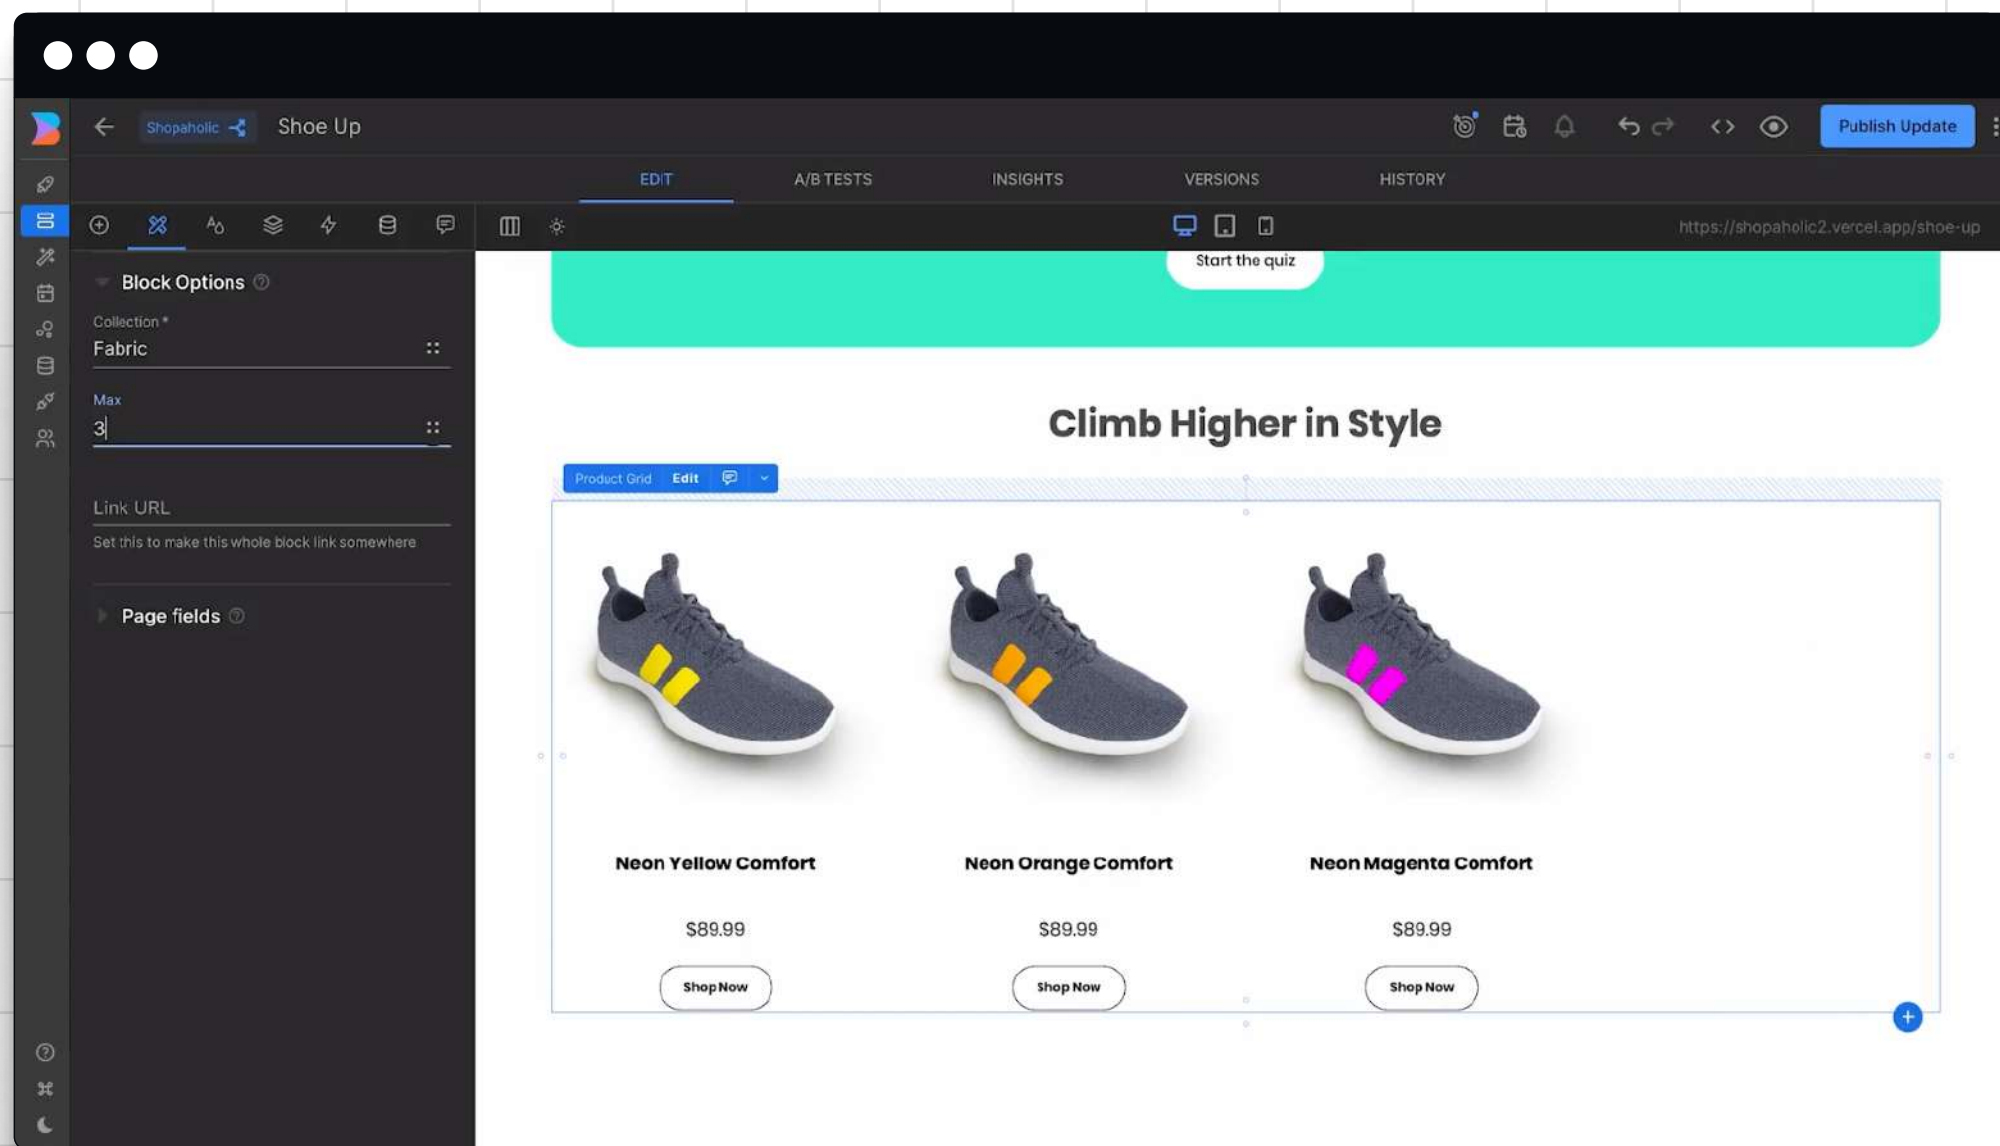 Shopaholic
Shoe Up
Publish Update
EDIT
A/B TESTS
INSIGHTS
VERSIONS
HISTORY
https://shopaholic2.vercel.app/shoe-up
Block Options
Collection *
Fabric
Max
3
Link URL
Set this to make this whole block link somewhere
Page fields
Start the quiz
Climb Higher in Style
Product Grid Edit
Neon Yellow Comfort
$89.99
Shop Now
Neon Orange Comfort
$89.99
Shop Now
Neon Magenta Comfort
$89.99
Shop Now